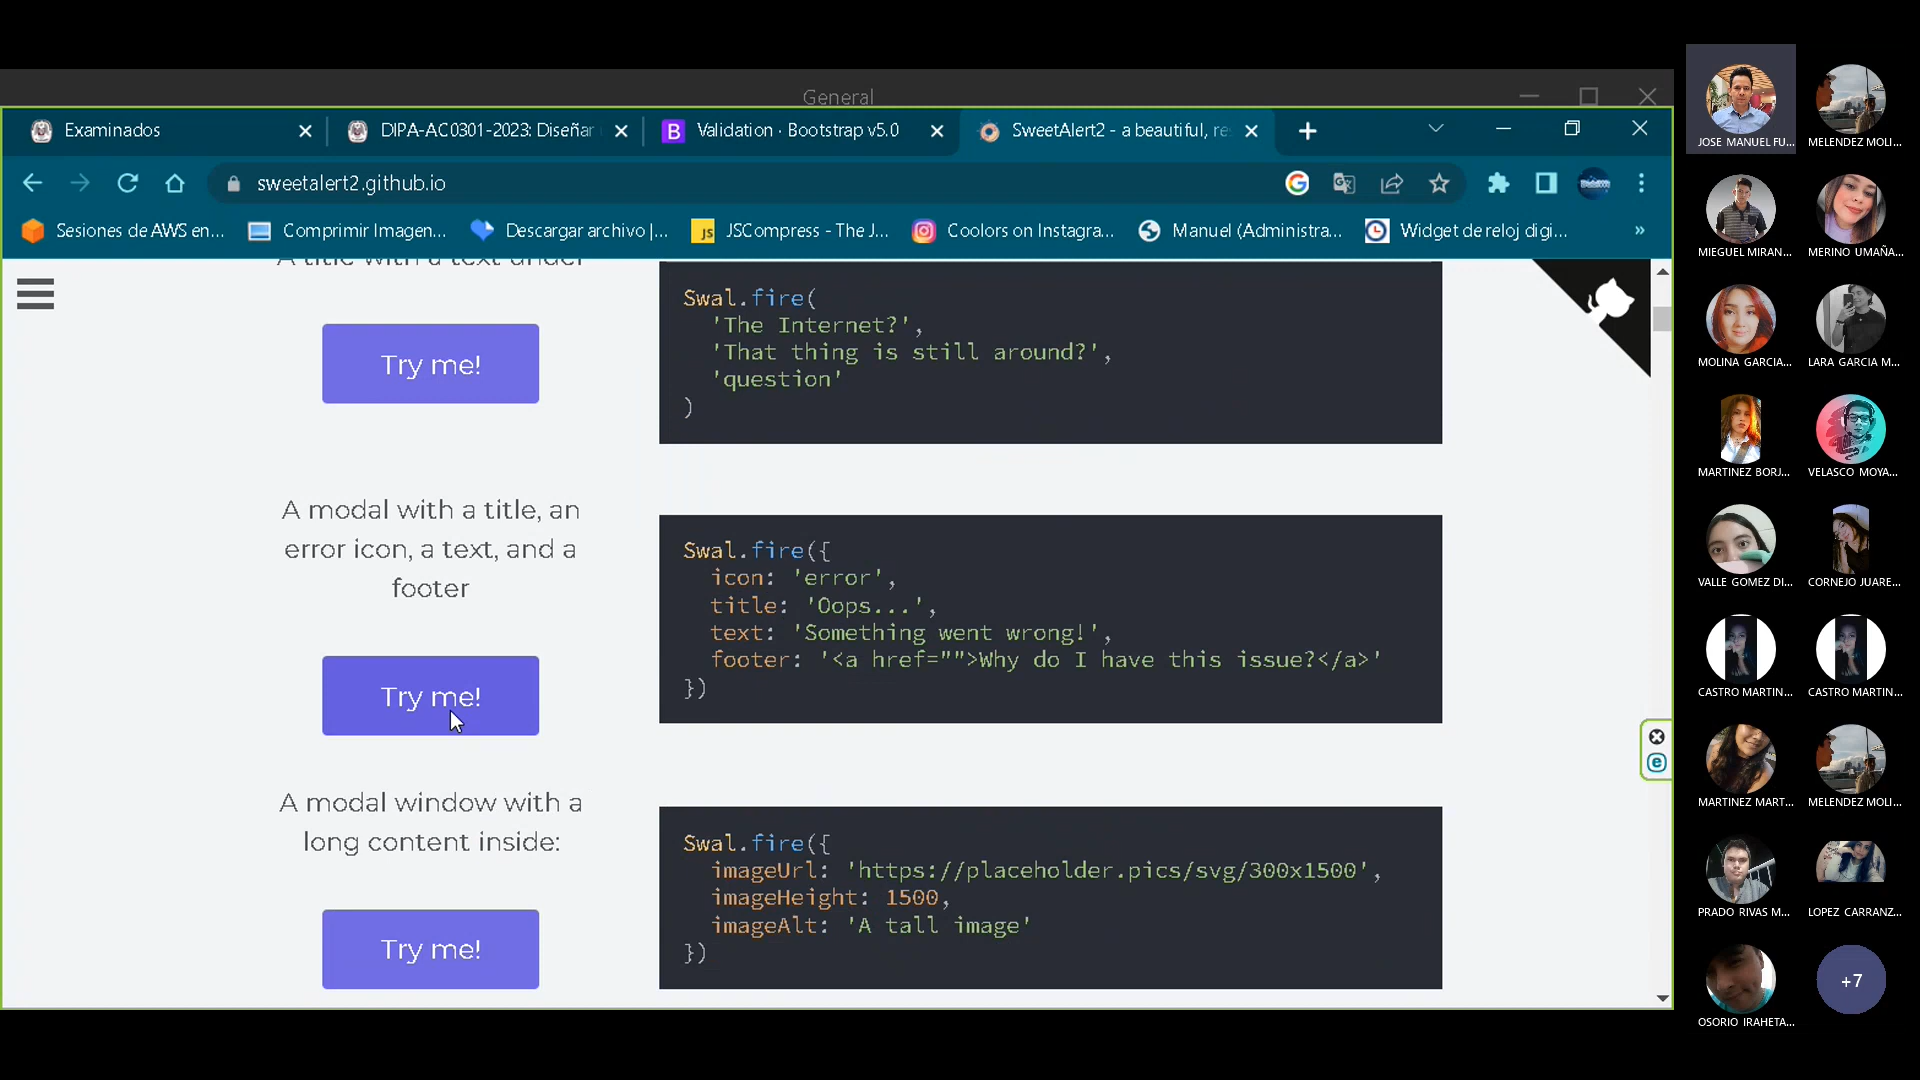 General
Examinados
DIPA-AC0301-2023: Diseñar
Validation · Bootstrap v5.0
SweetAlert2 - a beautiful, re
sweetalert2.github.io
Sesiones de AWS en...
Comprimir Imagen...
Descargar archivo |...
JS
JSCompress - The J...
Coolors on Instagra...
Manuel (Administra...
Widget de reloj digi...
»
A title with a text under
Try me!
Swal.fire(
'The Internet?',
'That thing is still around?',
'question'
)
A modal with a title, an
error icon, a text, and a
footer
Try me!
Swal.fire({
icon: 'error',
title: 'Oops...',
text: 'Something went wrong!',
footer: '<a href="">Why do I have this issue?</a>'
})
A modal window with a
long content inside:
Try me!
Swal.fire({
imageUrl: 'https://placeholder.pics/svg/300x1500',
imageHeight: 1500,
imageAlt: 'A tall image'
})
JOSE MANUEL FU...
MELENDEZ MOLI...
MIEGUEL MIRAN...
MERINO UMAÑA...
MOLINA GARCIA...
LARA GARCIA M...
MARTINEZ BORJ...
VELASCO MOYA...
VALLE GOMEZ DI...
CORNEJO JUARE...
CASTRO MARTIN...
CASTRO MARTIN...
MARTINEZ MART...
MELENDEZ MOLI...
PRADO RIVAS M...
LOPEZ CARRANZ...
OSORIO IRAHETA...
+7